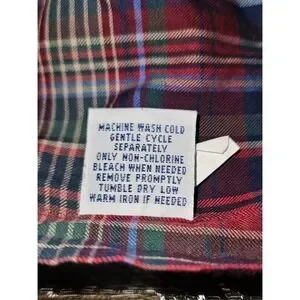 MACHINE WASH COLD
GENTLE CYCLE
SEPARATELY
ONLY NON-CHLORINE
BLEACH WHEN NEEDED
REMOVE PROMPTLY
TUMBLE DRY LOW
WARM IRON IF NEEDED